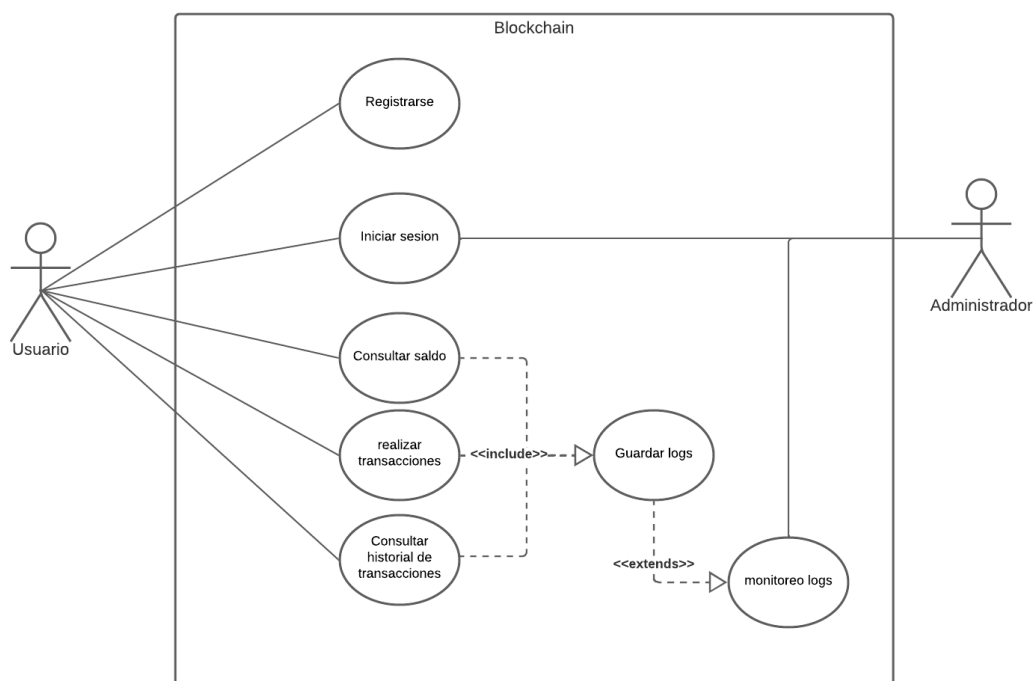 Blockchain
Registrarse
Iniciar sesion
Administrador
Usuario
Consultar saldo
realizar
transacciones
<<include>>
Guardar logs
Consultar
historial de
transacciones
<<extends>>
monitoreo logs